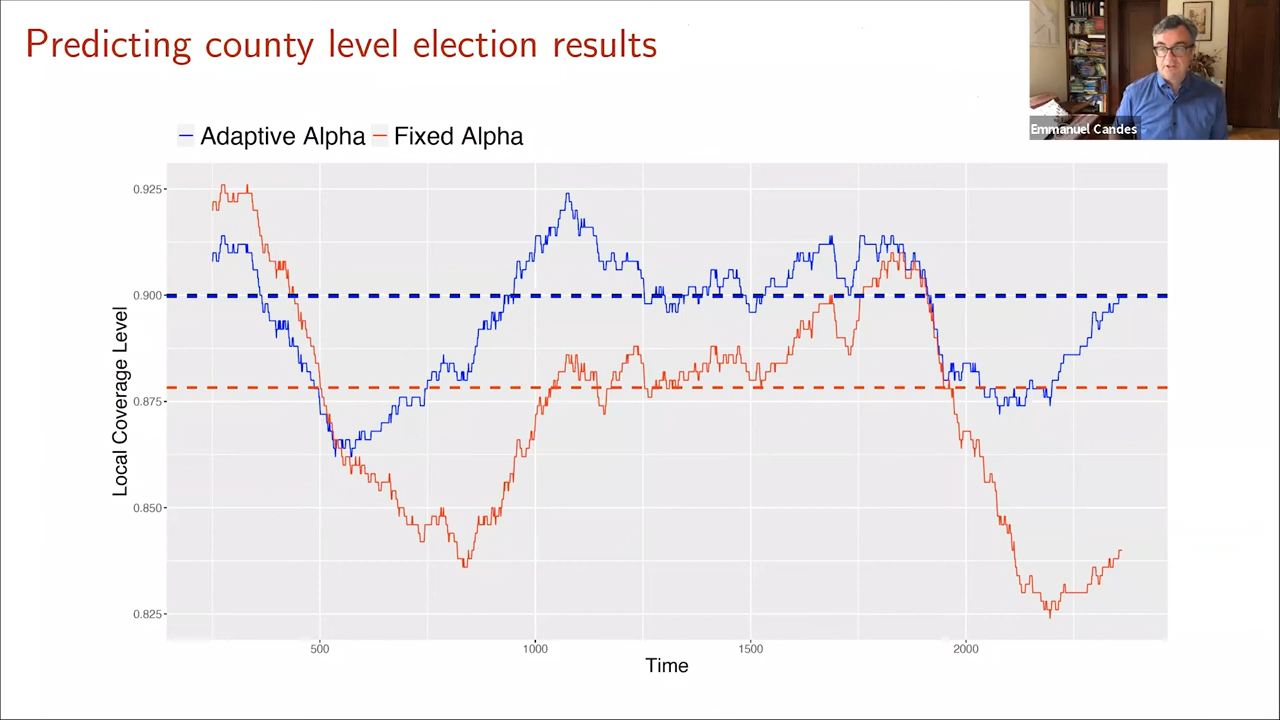 Predicting county level election results
Emmanuel Candes
Adaptive Alpha Fixed Alpha
0.925
0.900
0.875
0.850
0.825
Local Coverage Level
500 1000 1500 2000
Time